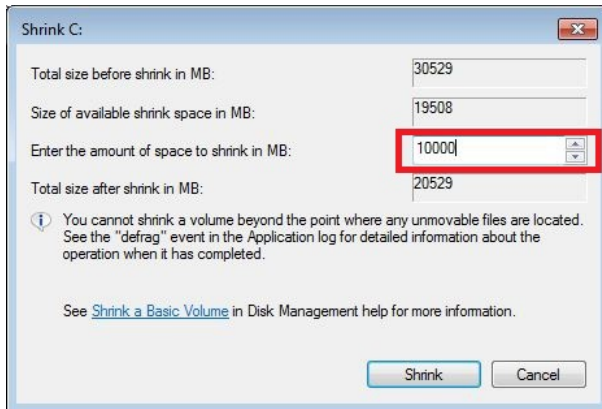 Shrink C:
Total size before shrink in MB: 30529
Size of available shrink space in MB: 19508
Enter the amount of space to shrink in MB: 10000
Total size after shrink in MB: 20529
You cannot shrink a volume beyond the point where any unmovable files are located.
See the "defrag" event in the Application log for detailed information about the
operation when it has completed.
See Shrink a Basic Volume in Disk Management help for more information.
Shrink Cancel